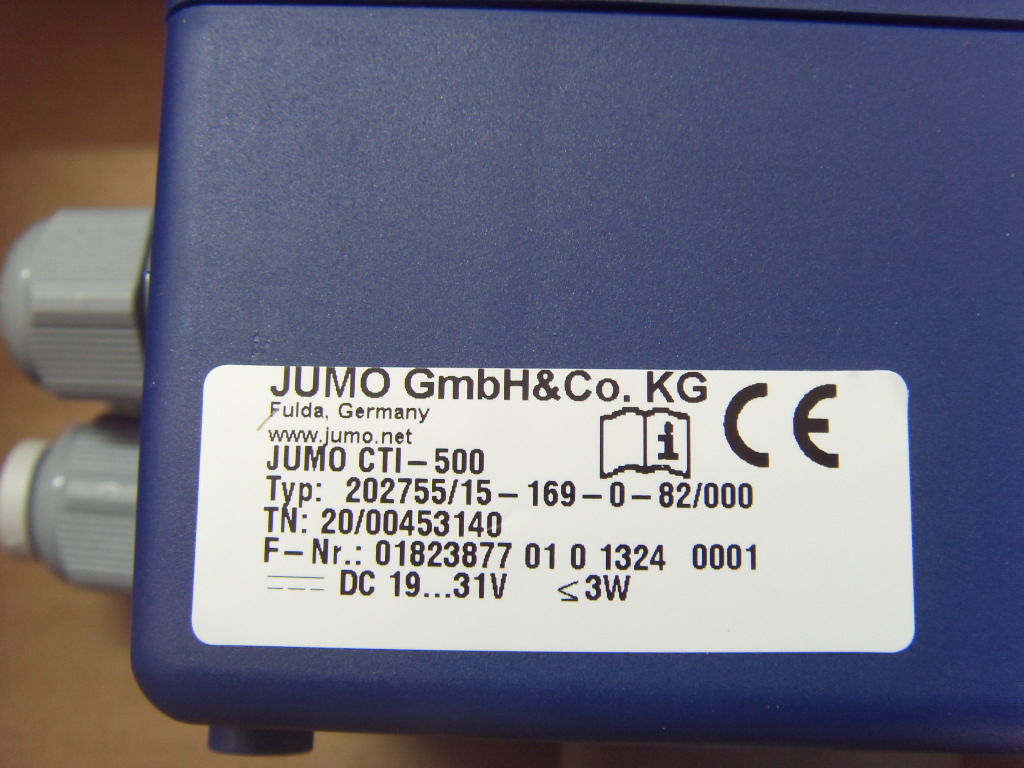 JUMO GmbH&Co. KG
Fulda, Germany
www.jumo.net
JUMO CTI-500
Typ: 202755/15-169-0-82/000
TN: 20/00453140
F-Nr.: 01823877 01 0 1324 0001
DC 19...31V ≤3W
CE
i